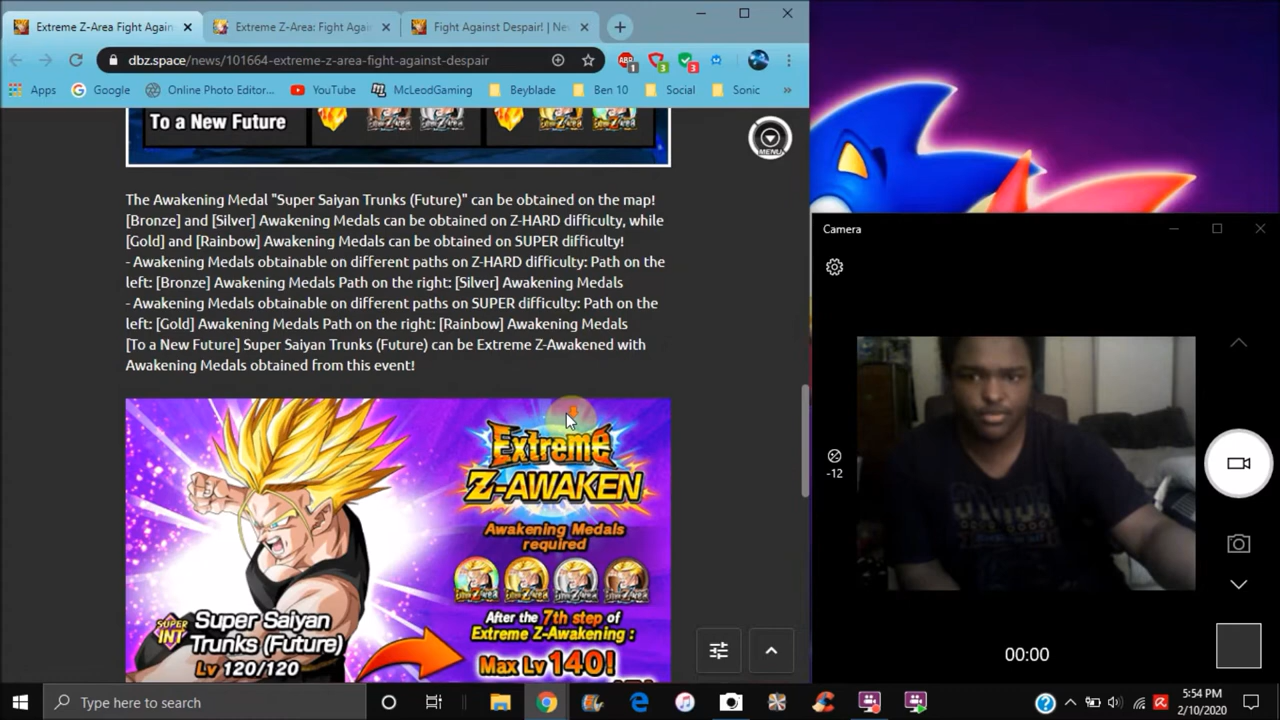 Extreme Z-Area Fight Again
Extreme Z-Area: Fight Again
Fight Against Despair! | Ne
dbz.space/news/101664-extreme-z-area-fight-against-despair
ABP
1
3
3
Apps
Google
Online Photo Editor...
YouTube
McLeodGaming
Beyblade
Ben 10
Social
Sonic
»
To a New Future
MENU
The Awakening Medal "Super Saiyan Trunks (Future)" can be obtained on the map!
[Bronze] and [Silver] Awakening Medals can be obtained on Z-HARD difficulty, while
[Gold] and [Rainbow] Awakening Medals can be obtained on SUPER difficulty!
- Awakening Medals obtainable on different paths on Z-HARD difficulty: Path on the
left: [Bronze] Awakening Medals Path on the right: [Silver] Awakening Medals
- Awakening Medals obtainable on different paths on SUPER difficulty: Path on the
left: [Gold] Awakening Medals Path on the right: [Rainbow] Awakening Medals
[To a New Future] Super Saiyan Trunks (Future) can be Extreme Z-Awakened with
Awakening Medals obtained from this event!
Extreme
Z-AWAKEN
Awakening Medals
required
After the 7th step of
Extreme Z-Awakening :
Max Lv 140!
SUPER
INT
Super Saiyan
Trunks (Future)
Lv 120/120
Camera
-12
00:00
Type here to search
5:54 PM
2/10/2020